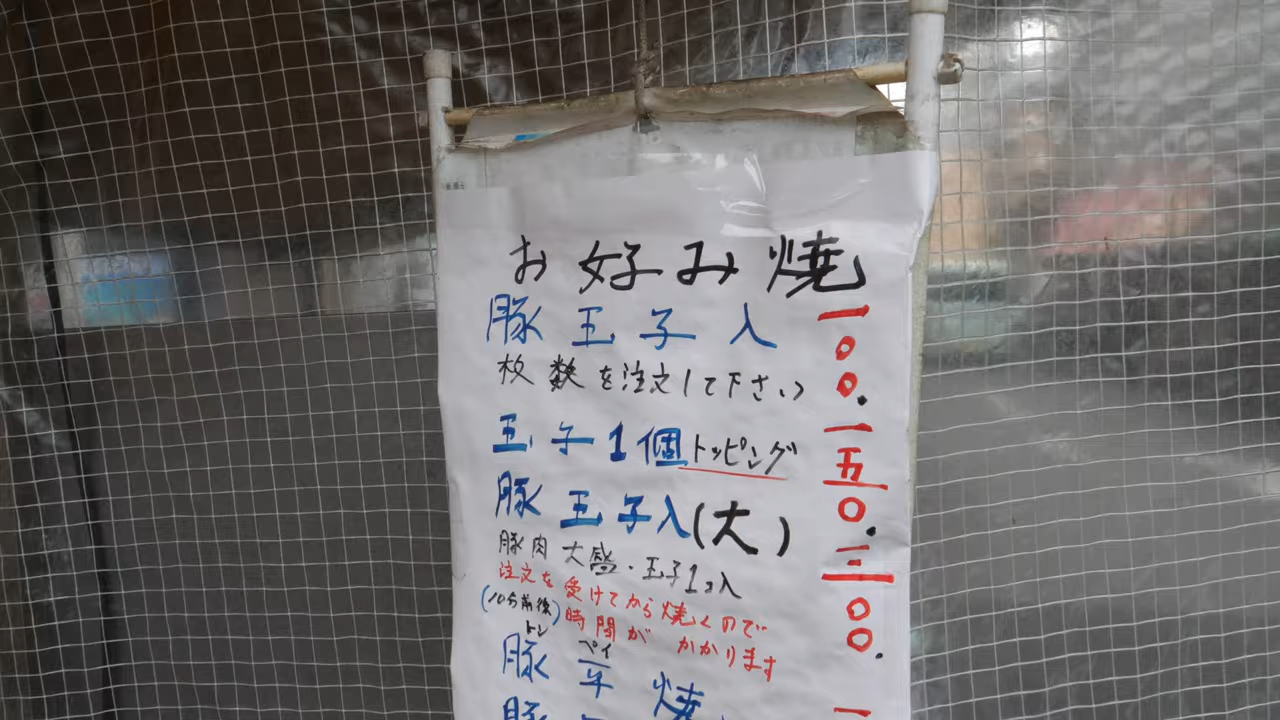 お好み焼
豚玉子入
一〇〇.
枚数を注文して下さい
玉子1個トッピング
一五〇.
豚玉子入(大)
三〇〇.
豚肉大盛・玉子1コ入
注文を受けてから焼くので
(10分前後)時間がかかります
トン ペイ
豚平焼
一
豚